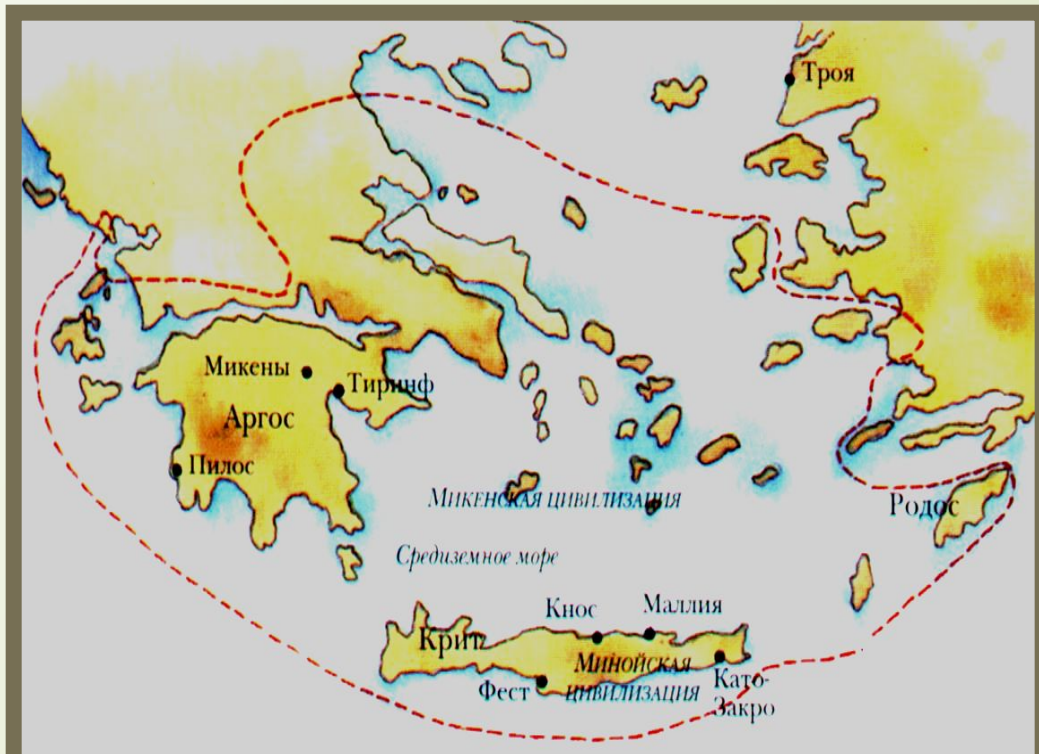 Троя
Микены
Тиринф
Аргос
Пилос
Микенская цивилизация
Родос
Средиземное море
Кнос
Маллия
Крит
Минойская
цивилизация
Фест
Като-
Закро